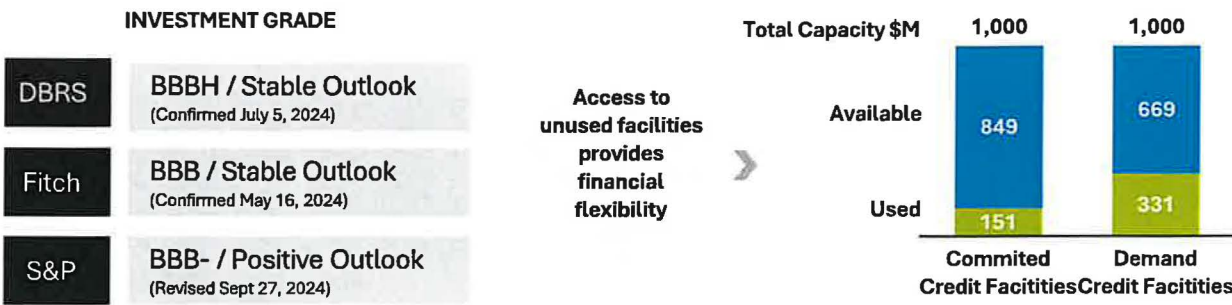 INVESTMENT GRADE
DBRS
BBBH / Stable Outlook
(Confirmed July 5, 2024)
Fitch
BBB / Stable Outlook
(Confirmed May 16, 2024)
S&P
BBB- / Positive Outlook
(Revised Sept 27, 2024)
Access to
unused facilities
provides
financial
flexibility
Total Capacity $M
1,000
1,000
Available
849
669
Used
151
331
Commited
Credit Facitities
Demand
Credit Facitities